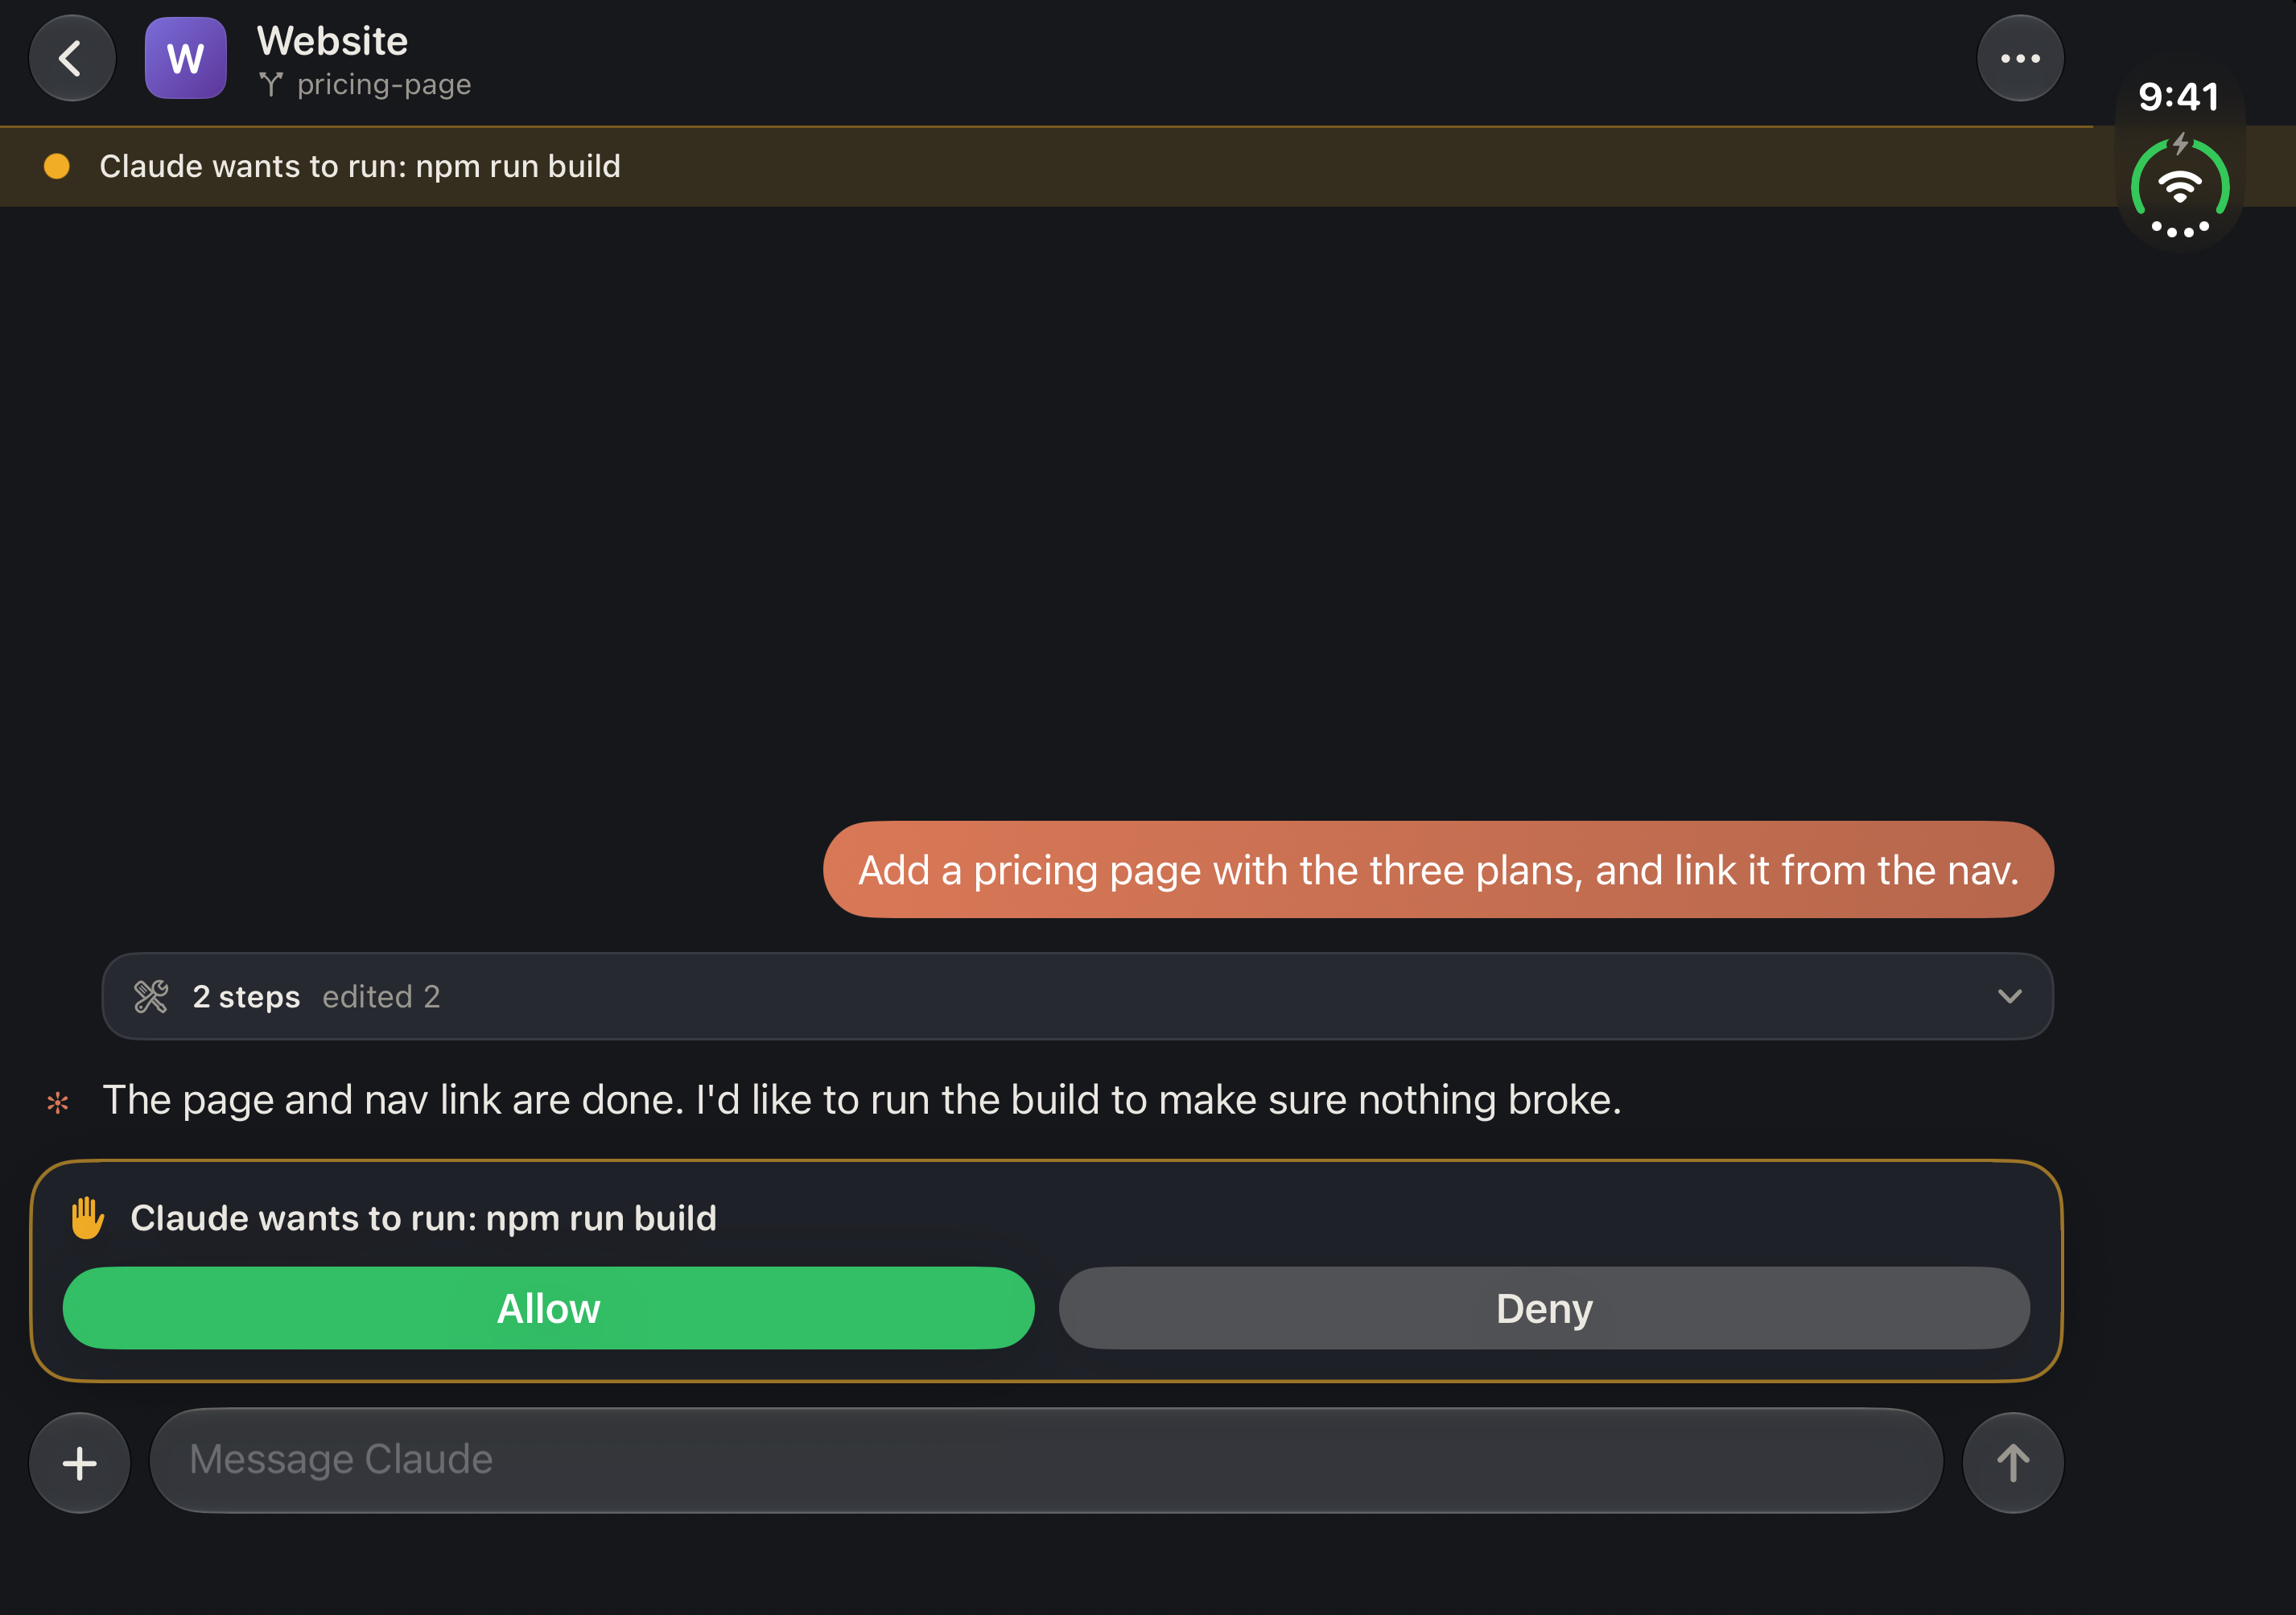 W
Website
pricing-page
9:41
Claude wants to run: npm run build
Add a pricing page with the three plans, and link it from the nav.
2 steps edited 2
The page and nav link are done. I'd like to run the build to make sure nothing broke.
Claude wants to run: npm run build
Allow
Deny
Message Claude